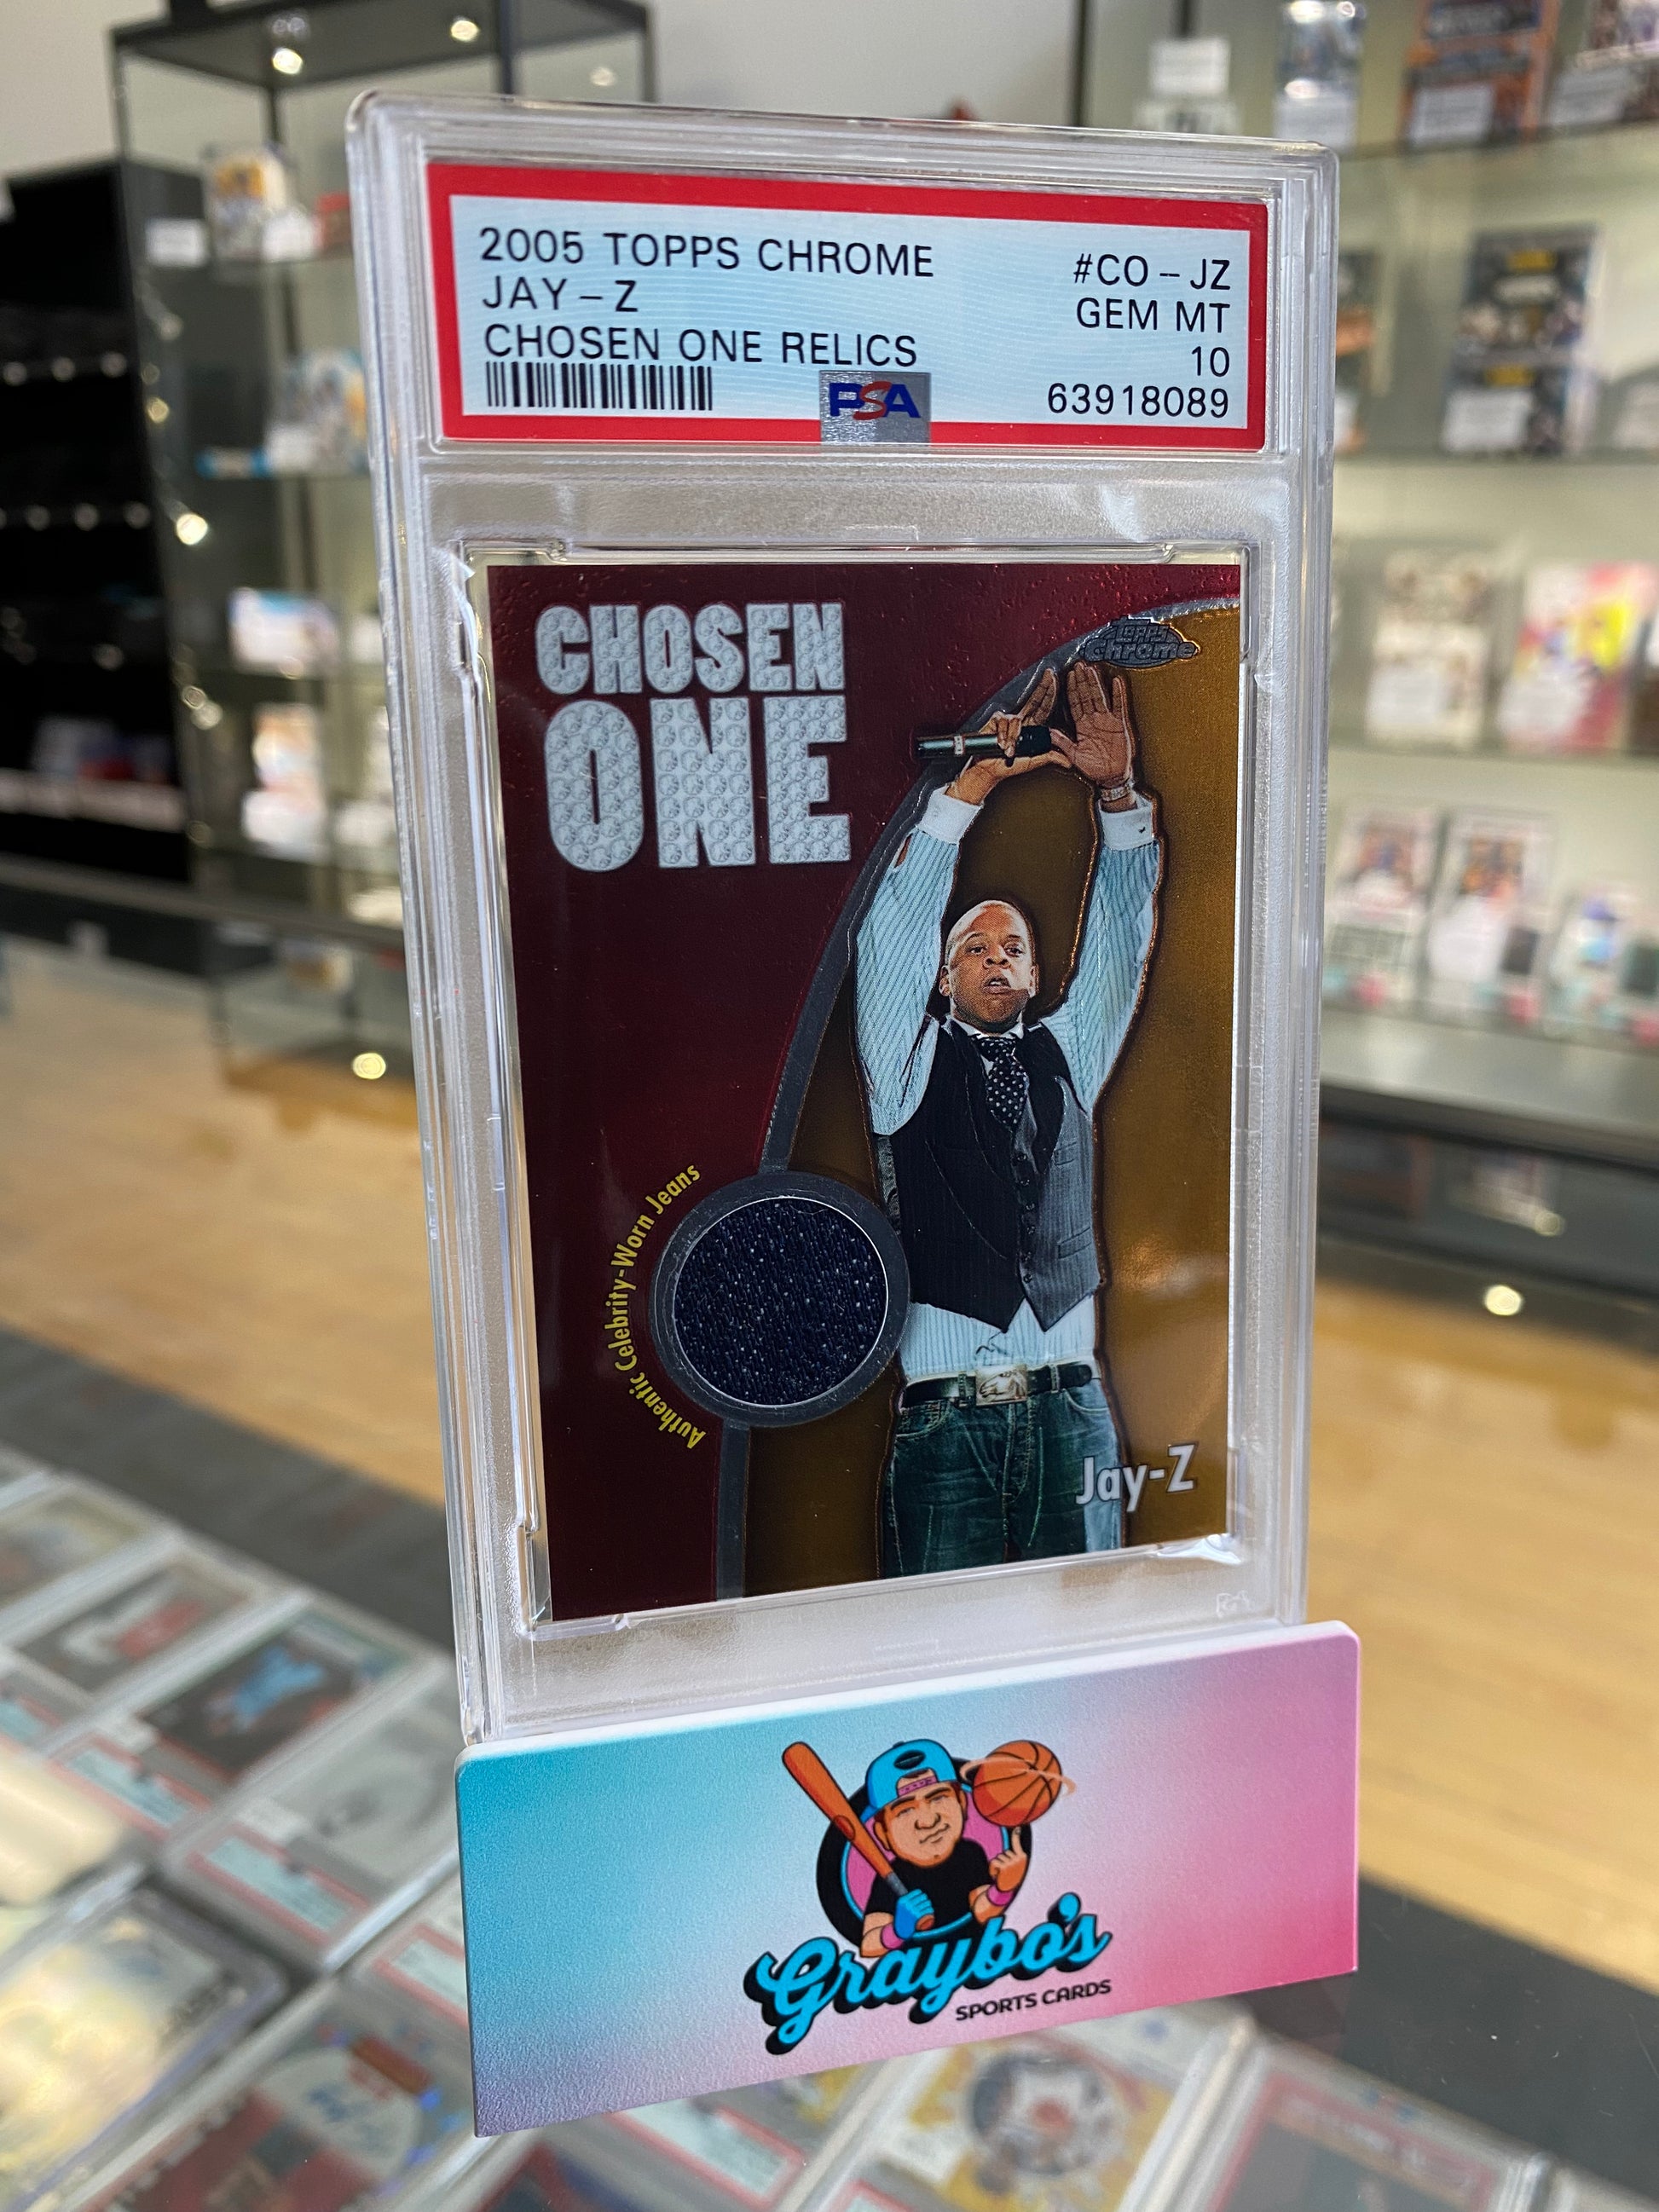 2005 TOPPS CHROME #CO-JZ
JAY-Z GEM MT
CHOSEN ONE RELICS 10
PSA 63918089
CHOSEN
ONE
Topps
Chrome
Authentic Celebrity-Worn Jeans
Jay-Z
Graybo's
SPORTS CARDS